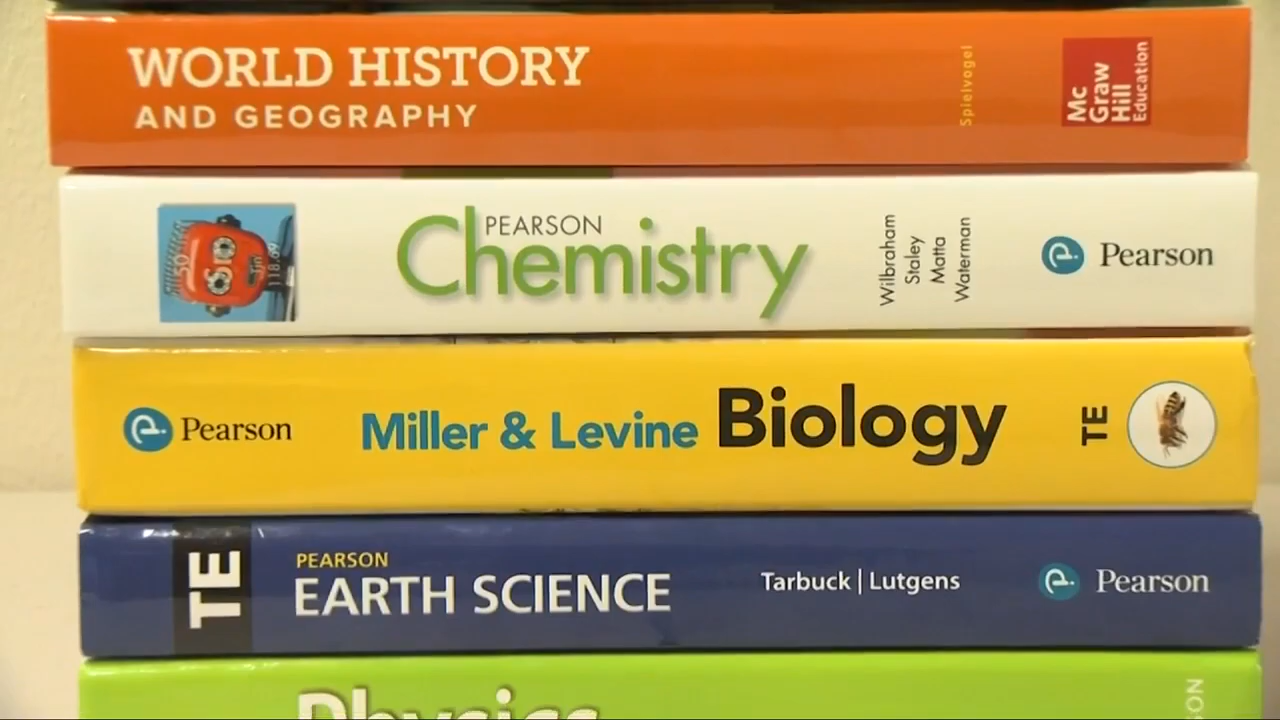 WORLD HISTORY
AND GEOGRAPHY
Spielvogel
Mc
Graw
Hill
Education
PEARSON
Chemistry
Wilbraham
Staley
Matta
Waterman
Pearson
Pearson
Miller & Levine Biology
TE
TE
PEARSON
EARTH SCIENCE
Tarbuck | Lutgens
Pearson
Physics